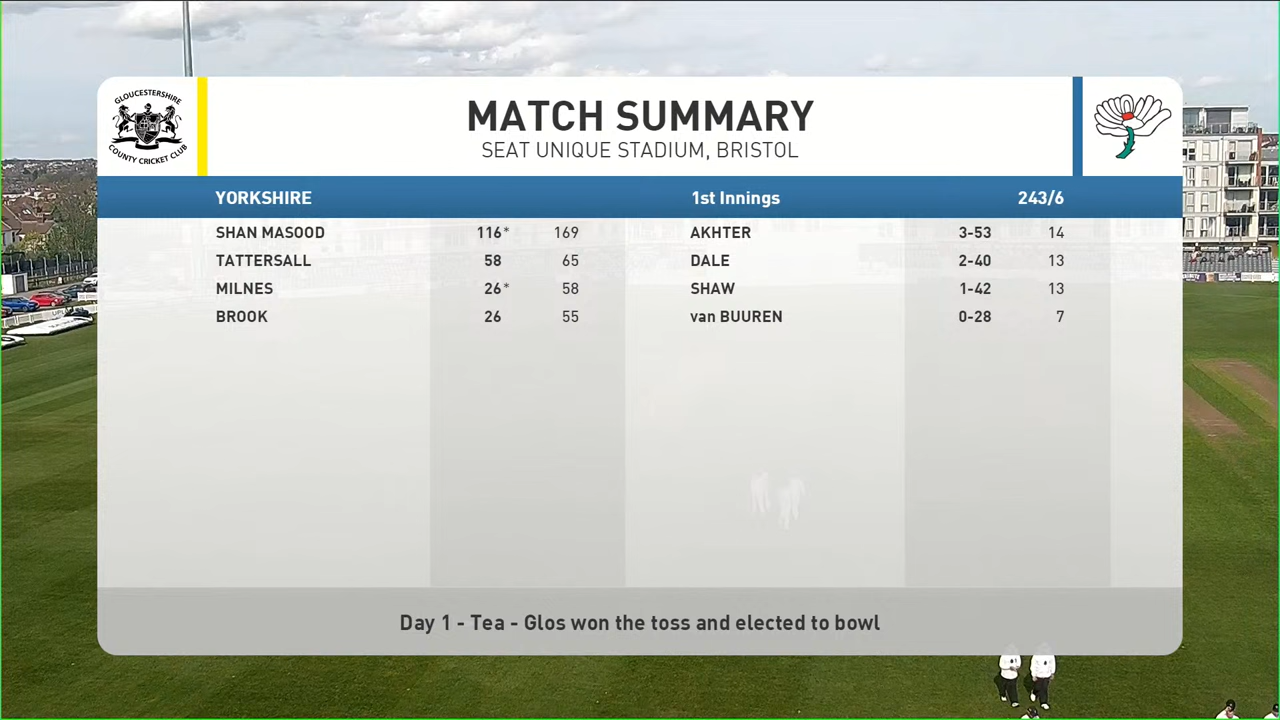 GLOUCESTERSHIRE
COUNTY CRICKET CLUB
MATCH SUMMARY
SEAT UNIQUE STADIUM, BRISTOL
YORKSHIRE 1st Innings 243/6
SHAN MASOOD 116* 169 AKHTER 3-53 14
TATTERSALL 58 65 DALE 2-40 13
MILNES 26* 58 SHAW 1-42 13
BROOK 26 55 van BUUREN 0-28 7
Day 1 - Tea - Glos won the toss and elected to bowl